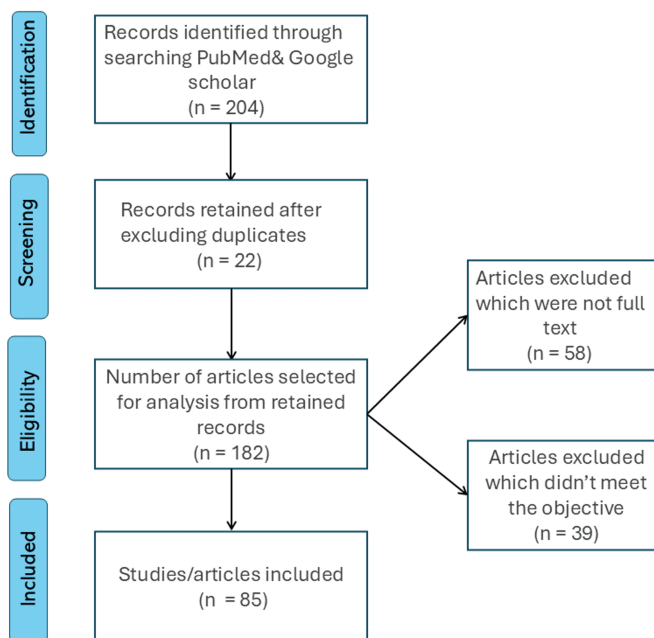 Identification
Records identified through
searching PubMed& Google
scholar
(n = 204)
Screening
Records retained after
excluding duplicates
(n = 22)
Articles excluded
which were not full
text
(n = 58)
Eligibility
Number of articles selected
for analysis from retained
records
(n = 182)
Articles excluded
which didn’t meet
the objective
(n = 39)
Included
Studies/articles included
(n = 85)